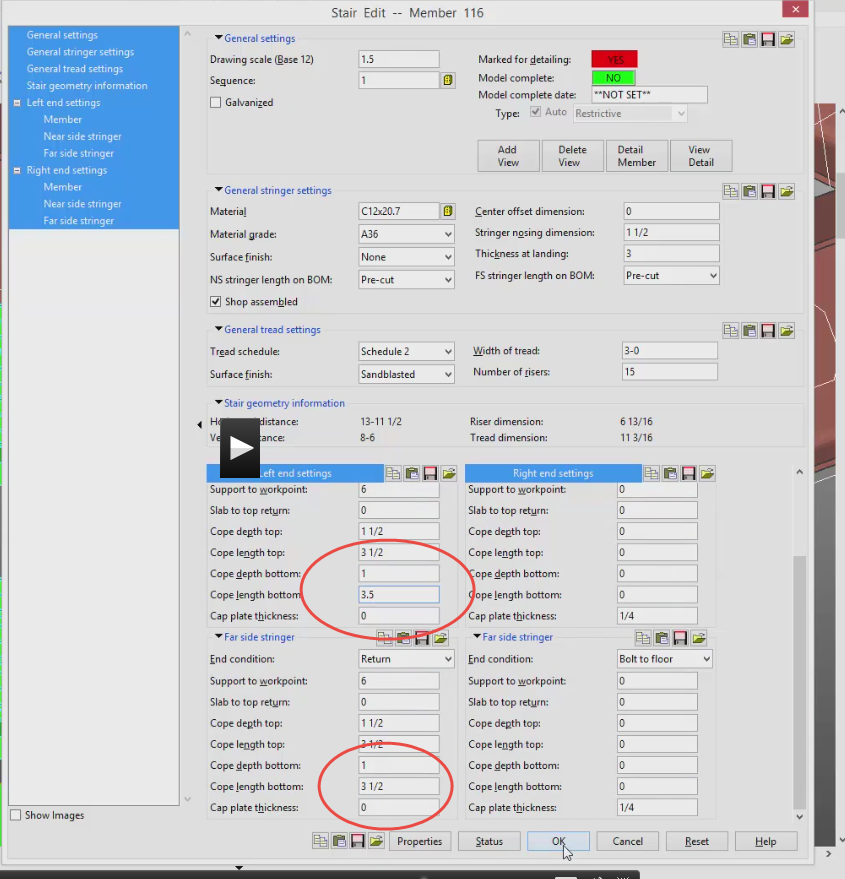 Stair Edit -- Member 116
General settings
General stringer settings
General tread settings
Stair geometry information
Left end settings
Member
Near side stringer
Far side stringer
Right end settings
Member
Near side stringer
Far side stringer
Show Images
General settings
Drawing scale (Base 12) 1.5
Sequence: 1
Galvanized
Marked for detailing: YES
Model complete: NO
Model complete date: **NOT SET**
Type: Auto Restrictive
Add View
Delete View
Detail Member
View Detail
General stringer settings
Material C12x20.7
Material grade: A36
Surface finish: None
NS stringer length on BOM: Pre-cut
Shop assembled
Center offset dimension: 0
Stringer nosing dimension: 1 1/2
Thickness at landing: 3
FS stringer length on BOM: Pre-cut
General tread settings
Tread schedule: Schedule 2
Surface finish: Sandblasted
Width of tread: 3-0
Number of risers: 15
Stair geometry information
distance: 13-11 1/2
8-6
Riser dimension: 6 13/16
Tread dimension: 11 3/16
Left end settings
Support to workpoint: 6
Slab to top return: 0
Cope depth top: 1 1/2
Cope length top: 3 1/2
Cope depth bottom: 1
Cope length bottom: 3.5
Cap plate thickness: 0
Far side stringer
End condition: Return
Support to workpoint: 6
Slab to top return: 0
Cope depth top: 1 1/2
Cope length top: 3 1/2
Cope depth bottom: 1
Cope length bottom: 3 1/2
Cap plate thickness: 0
Right end settings
Support to workpoint: 0
Slab to top return: 0
Cope depth top: 0
Cope length top: 0
Cope depth bottom: 0
Cope length bottom: 0
Cap plate thickness: 1/4
Far side stringer
End condition: Bolt to floor
Support to workpoint: 0
Slab to top return: 0
Cope depth top: 0
Cope length top: 0
Cope depth bottom: 0
Cope length bottom: 0
Cap plate thickness: 1/4
Properties
Status
OK
Cancel
Reset
Help